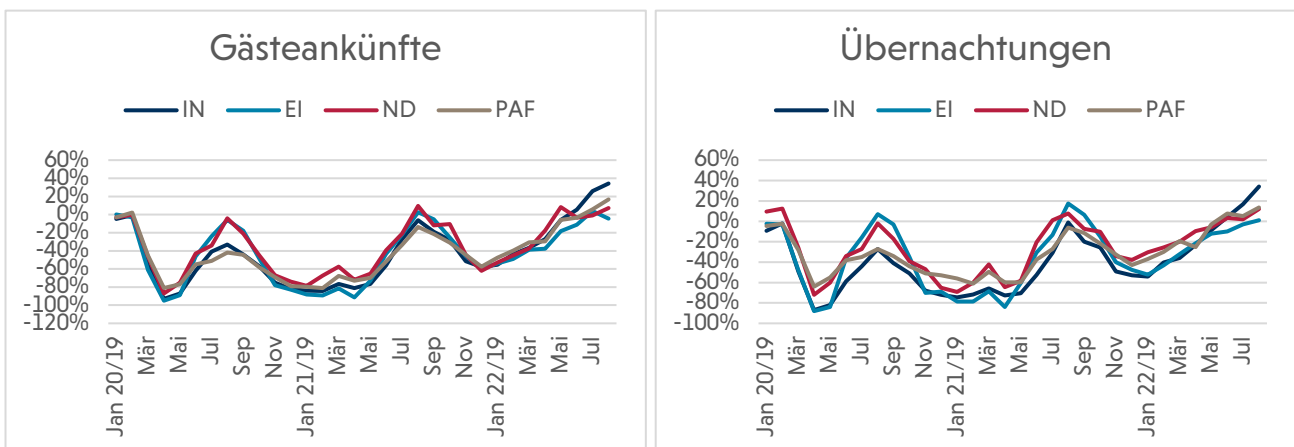 Gästeankünfte
IN EI ND PAF
60%
40%
20%
0%
-20%
-40%
-60%
-80%
-100%
-120%
Jan 20/19
Mär
Mai
Jul
Sep
Nov
Jan 21/19
Mär
Mai
Jul
Sep
Nov
Jan 22/19
Mär
Mai
Jul
Übernachtungen
IN EI ND PAF
60%
40%
20%
0%
-20%
-40%
-60%
-80%
-100%
Jan 20/19
Mär
Mai
Jul
Sep
Nov
Jan 21/19
Mär
Mai
Jul
Sep
Nov
Jan 22/19
Mär
Mai
Jul